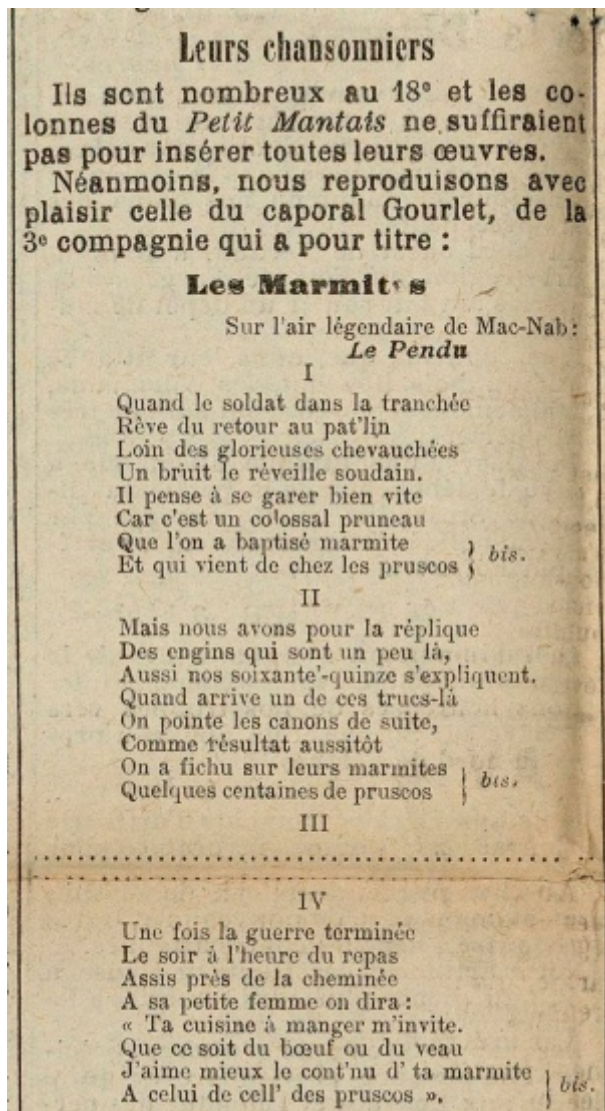 Leurs chansonniers
Ils sont nombreux au 18e et les co-
lonnes du Petit Mantais ne suffiraient
pas pour insérer toutes leurs œuvres.
Néanmoins, nous reproduisons avec
plaisir celle du caporal Gourlet, de la
3e compagnie qui a pour titre :
Les Marmites
Sur l'air légendaire de Mac-Nab:
Le Pendu
I
Quand le soldat dans la tranchée
Rêve du retour au pat'lin
Loin des glorieuses chevauchées
Un bruit le réveille soudain.
Il pense à se garer bien vite
Car c'est un colossal pruneau
Que l'on a baptisé marmite
Et qui vient de chez les pruscos } bis.
II
Mais nous avons pour la réplique
Des engins qui sont un peu là,
Aussi nos soixante'-quinze s'expliquent.
Quand arrive un de ces trucs-là
On pointe les canons de suite,
Comme résultat aussitôt
On a fichu sur leurs marmites
Quelques centaines de pruscos } bis.
III
IV
Une fois la guerre terminée
Le soir à l'heure du repas
Assis près de la cheminée
A sa petite femme on dira :
« Ta cuisine à manger m'invite.
Que ce soit du bœuf ou du veau
J'aime mieux le cont'nu d' ta marmite
A celui de cell' des pruscos ». } bis.